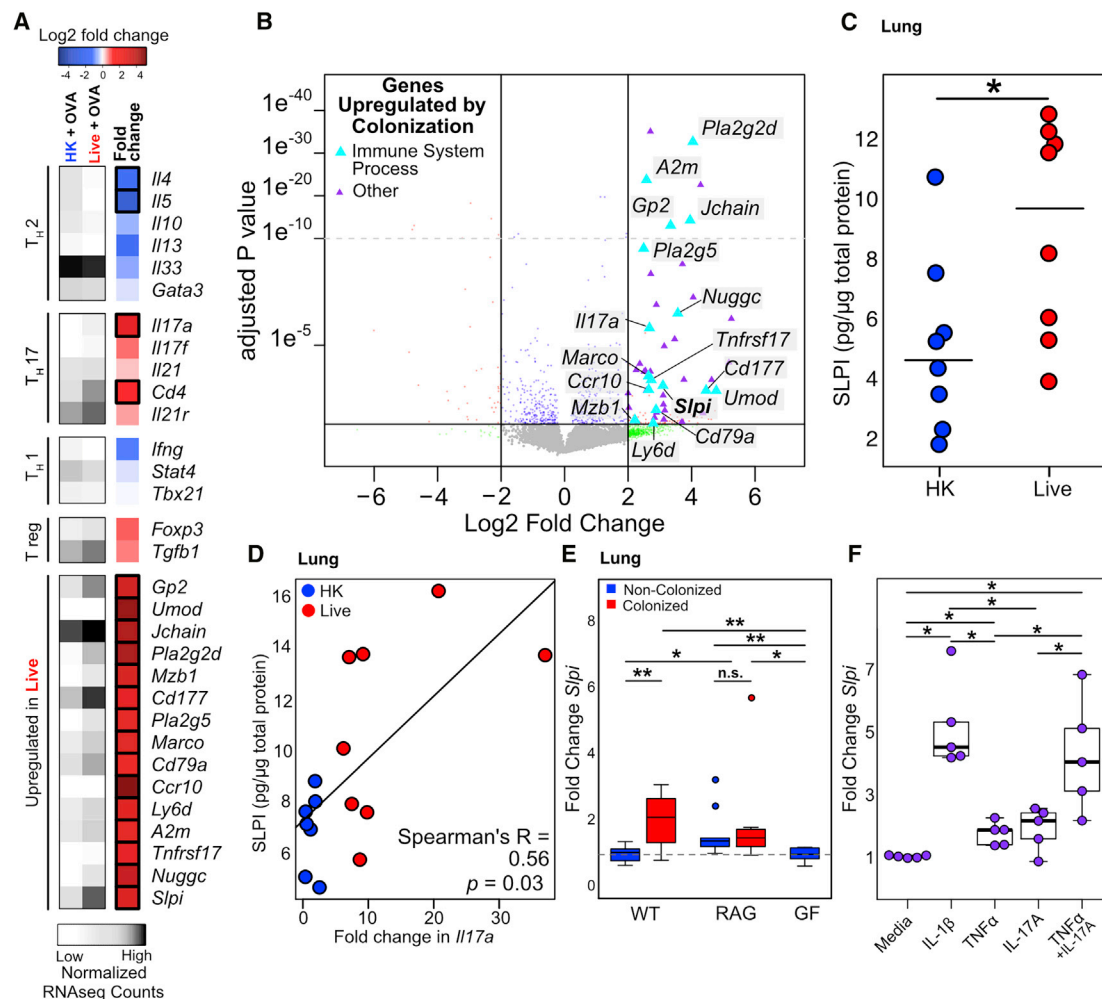 A
Log2 fold change
-4 -2 0 2 4
HK + OVA
Live + OVA
Fold
change
TH2
Il4
Il5
Il10
Il13
Il33
Gata3
TH17
Il17a
Il17f
Il21
Cd4
Il21r
TH1
Ifng
Stat4
Tbx21
T reg
Foxp3
Tgfb1
Upregulated in Live
Gp2
Umod
Jchain
Pla2g2d
Mzb1
Cd177
Pla2g5
Marco
Cd79a
Ccr10
Ly6d
A2m
Tnfrsf17
Nuggc
Slpi
Low High
Normalized
RNAseq Counts
B
Genes
Upregulated by
Colonization
Immune System
Process
Other
adjusted P value
1e-40
1e-30
1e-20
1e-10
1e-5
Pla2g2d
A2m
Gp2
Jchain
Pla2g5
Nuggc
Il17a
Tnfrsf17
Marco
Cd177
Ccr10
Slpi
Umod
Mzb1
Cd79a
Ly6d
−6 −4 −2 0 2 4 6
Log2 Fold Change
C
Lung
*
SLPI (pg/µg total protein)
12
10
8
6
4
2
HK Live
D
Lung
HK
Live
SLPI (pg/µg total protein)
16
14
12
10
8
6
Spearman's R =
0.56
p = 0.03
0 10 20 30
Fold change in Il17a
E
Lung
Non-Colonized
Colonized
Fold Change Slpi
8
6
4
2
0
**
**
* *
** n.s.
WT RAG GF
F
Fold Change Slpi
7
5
3
1
*
*
* *
* *
*
Media
IL-1β
TNFα
IL-17A
TNFα
+IL-17A